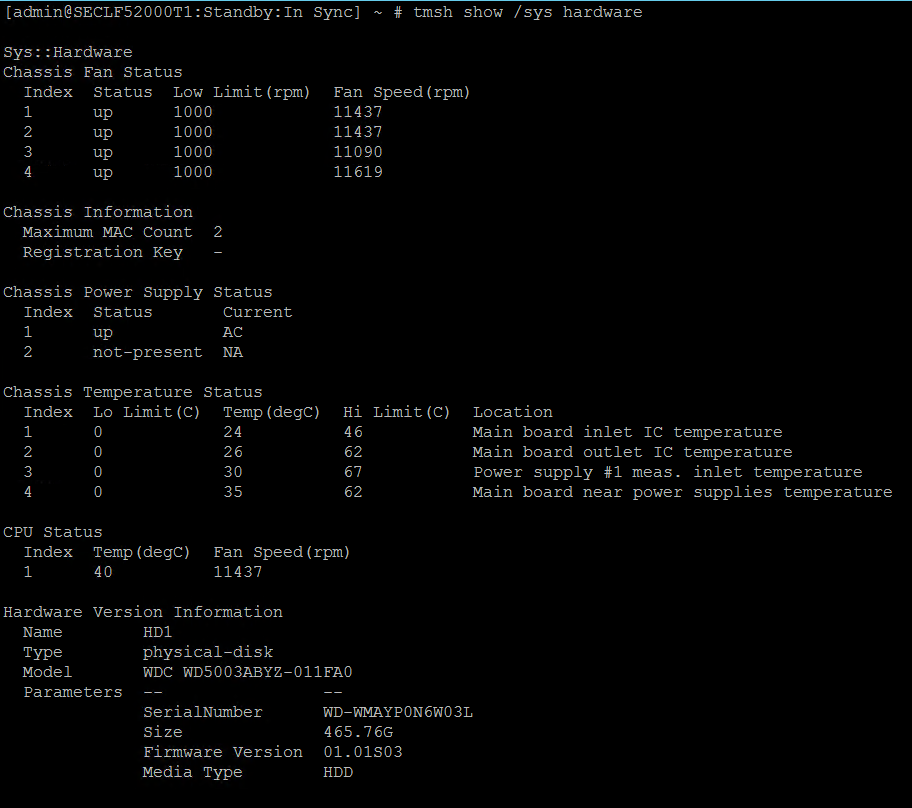 [admin@SECLF52000T1:Standby:In Sync] ~ # tmsh show /sys hardware

Sys::Hardware
Chassis Fan Status
  Index  Status  Low Limit(rpm)  Fan Speed(rpm)
  1      up      1000            11437
  2      up      1000            11437
  3      up      1000            11090
  4      up      1000            11619

Chassis Information
  Maximum MAC Count  2
  Registration Key   -

Chassis Power Supply Status
  Index  Status       Current
  1      up           AC
  2      not-present  NA

Chassis Temperature Status
  Index  Lo Limit(C)  Temp(degC)  Hi Limit(C)  Location
  1      0            24          46           Main board inlet IC temperature
  2      0            26          62           Main board outlet IC temperature
  3      0            30          67           Power supply #1 meas. inlet temperature
  4      0            35          62           Main board near power supplies temperature

CPU Status
  Index  Temp(degC)  Fan Speed(rpm)
  1      40          11437

Hardware Version Information
  Name        HD1
  Type        physical-disk
  Model       WDC WD5003ABYZ-011FA0
  Parameters  --                --
              SerialNumber      WD-WMAYP0N6W03L
              Size              465.76G
              Firmware Version  01.01S03
              Media Type        HDD